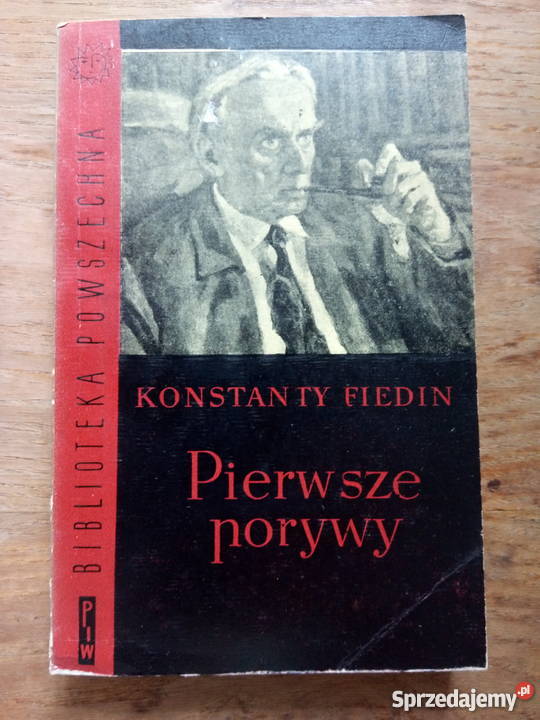 BIBLIOTEKA POWSZECHNA
KONSTANTY FIEDIN
Pierwsze
porywy
PIW
Sprzedajemy.pl